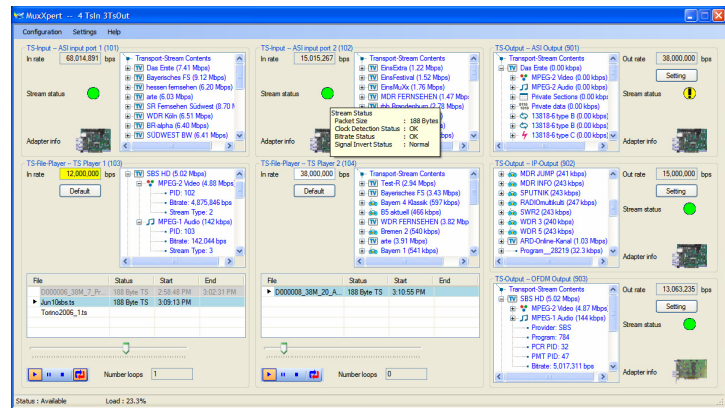 MuxXpert -- 4 TsIn 3TsOut
Configuration Settings Help
TS-Input -- ASI input port 1 (101)
In rate 68,014,891 bps
Stream status
Adapter info
Transport-Stream Contents
Das Erste (7.41 Mbps)
Bayerisches FS (9.12 Mbps)
hessen fernsehen (6.20 Mbps)
arte (6.03 Mbps)
SR Fernsehen Südwest (8.70 M
WDR Köln (6.51 Mbps)
BR-alpha (6.40 Mbps)
SÜDWEST BW (6.41 Mbps)
TS-Input -- ASI input port 2 (102)
In rate 15,015,267 bps
Stream status
Adapter info
Transport-Stream Contents
EinsExtra (1.22 Mbps)
EinsFestival (1.52 Mbps)
EinsMuXx (1.76 Mbps)
MDR FERNSEHEN (1.47 Mbp
rbb Brandenburg (2.78 Mbps)
Stream Status
Packet Size : 188 Bytes
Clock Detection Status : OK
Bitrate Status : OK
Signal Invert Status : Normal
TS-Output -- ASI Output (901)
Transport-Stream Contents
Das Erste (0.00 kbps)
MPEG-2 Video (0.00 kbps)
MPEG-2 Audio (0.00 kbps)
Private Sections (0.00 kbp
Private data (0.00 kbps)
13818-6 type B (0.00 kbps)
13818-6 type B (0.00 kbps)
13818-6 type C (0.00 kbps)
Out rate 38,000,000 bps
Setting
Stream status
Adapter info
TS-File-Player -- TS Player 1 (103)
In rate 12,000,000 bps
Default
SBS HD (5.02 Mbps)
MPEG-2 Video (4.88 Mbps
PID: 102
Bitrate: 4,875,846 bps
Stream Type: 2
MPEG-1 Audio (142 kbps)
PID: 103
Bitrate: 142,044 bps
Stream Type: 3
File Status Start End
D000006_38M_7_Pr... 188 Byte TS 2:58:48 PM 3:02:31 PM
Jun10sbs.ts 188 Byte TS 3:09:13 PM
Torino2006_1.ts
Number loops 1
TS-File-Player -- TS Player 2 (104)
In rate 38,000,000 bps
Default
Transport-Stream Contents
Test-R (2.94 Mbps)
Bayerisches FS (3.43 Mbps)
Bayern 4 Klassik (597 kbps)
B5 aktuell (466 kbps)
MDR FERNSEHEN (3.82 Mbp
Bremen 2 (540 kbps)
arte (3.91 Mbps)
Bayern 1 (541 kbps)
File Status Start End
D000008_38M_20_A... 188 Byte TS 3:10:55 PM
Number loops 0
TS-Output -- IP-Output (902)
MDR JUMP (241 kbps)
MDR INFO (243 kbps)
SPUTNIK (243 kbps)
RADIOmultikulti (247 kbps)
SWR2 (243 kbps)
WDR 3 (240 kbps)
WDR 5 (243 kbps)
ARD-Online-Kanal (1.03 Mbps)
Program__28219 (32.3 kbps)
Out rate 15,000,000 bps
Setting
Stream status
Adapter info
TS-Output -- OFDM Output (903)
Transport-Stream Contents
SBS HD (5.02 Mbps)
MPEG-2 Video (4.87 Mbps
MPEG-1 Audio (144 kbps)
Provider: SBS
Program: 784
PCR PID: 32
PMT PID: 47
Bitrate: 5,017,311 bps
Out rate 13,063,235 bps
Setting
Stream status
Adapter info
Status : Available Load : 23.3%